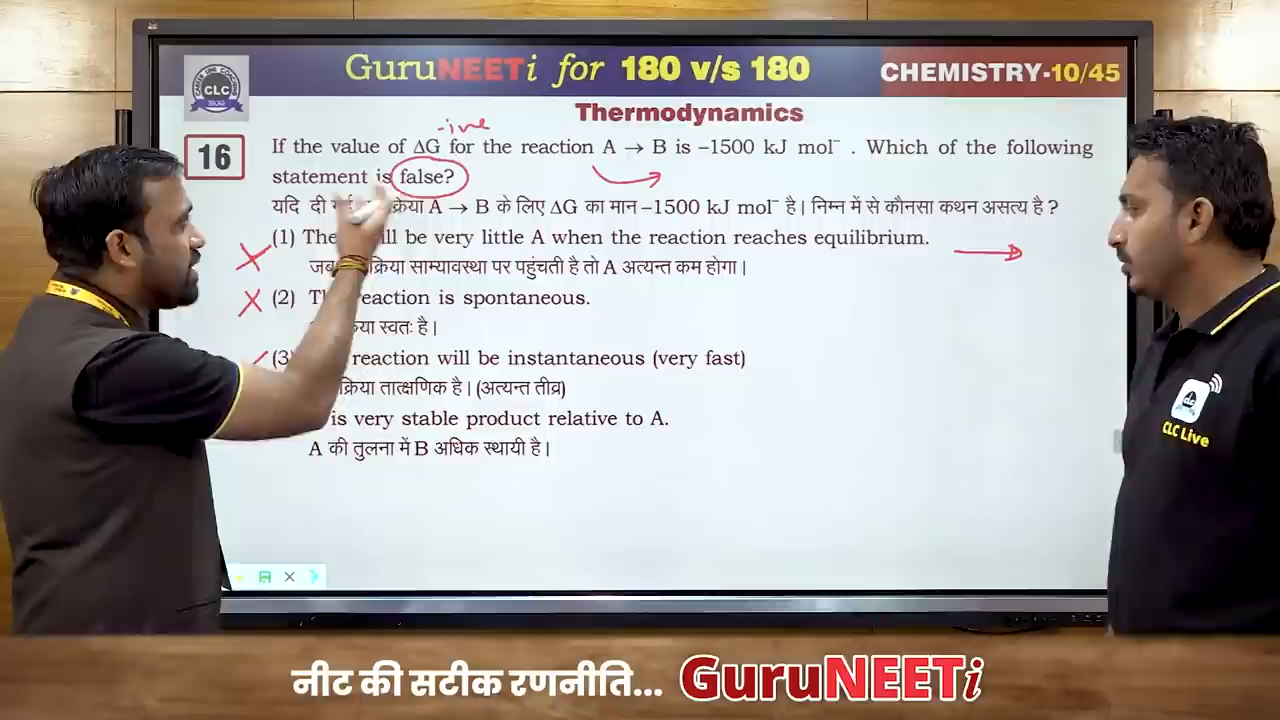 GuruNEETi for 180 v/s 180
CHEMISTRY-10/45
CLC
SIKAR
Thermodynamics
-ive
16
If the value of ΔG for the reaction A → B is –1500 kJ mol⁻ . Which of the following
statement is false?
यदि दी क्रिया A → B के लिए ΔG का मान –1500 kJ mol⁻ है। निम्न में से कौनसा कथन असत्य है ?
(1) The ill be very little A when the reaction reaches equilibrium.
जब क्रिया साम्यावस्था पर पहुंचती है तो A अत्यन्त कम होगा।
(2) reaction is spontaneous.
स्वतः है।
(3) reaction will be instantaneous (very fast)
क्रिया तात्क्षणिक है। (अत्यन्त तीव्र)
is very stable product relative to A.
A की तुलना में B अधिक स्थायी है।
CLC Live
नीट की सटीक रणनीति... GuruNEETi